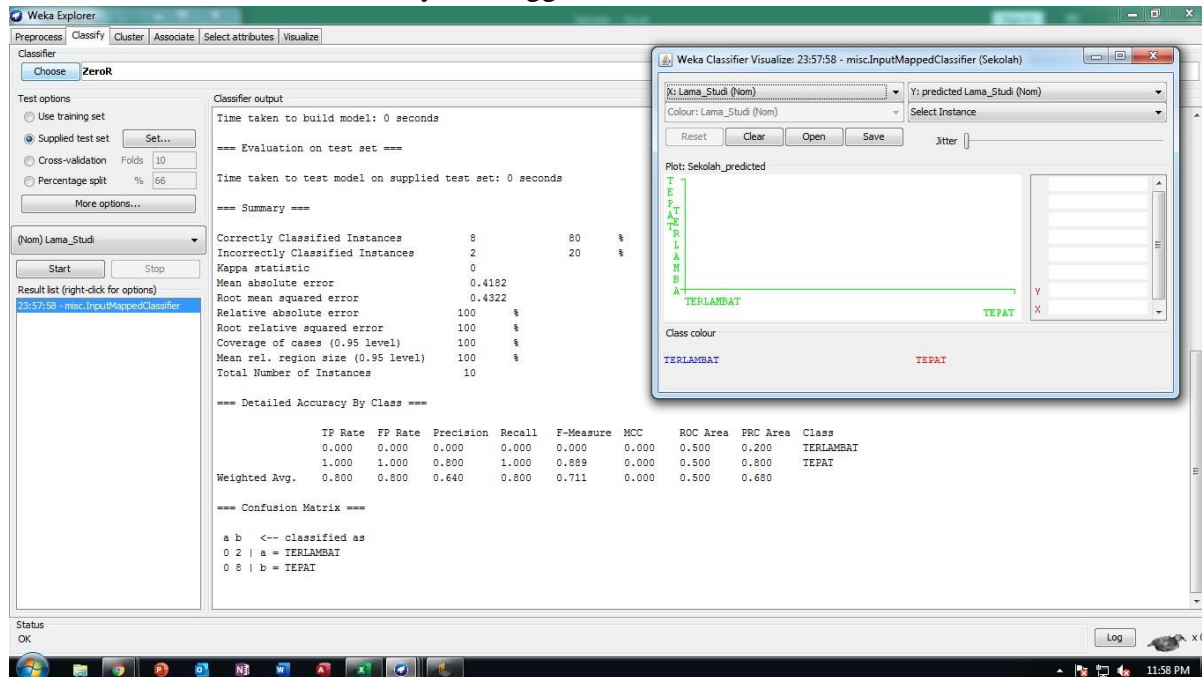 Weka Explorer
Preprocess Classify Cluster Associate Select attributes Visualize
Classifier
Choose ZeroR
Test options
Use training set
Supplied test set Set...
Cross-validation Folds 10
Percentage split % 66
More options...
(Nom) Lama_Studi
Start Stop
Result list (right-click for options)
23:57:58 - misc.InputMappedClassifier
Classifier output
Time taken to build model: 0 seconds
=== Evaluation on test set ===
Time taken to test model on supplied test set: 0 seconds
=== Summary ===
Correctly Classified Instances 8 80 %
Incorrectly Classified Instances 2 20 %
Kappa statistic 0
Mean absolute error 0.4182
Root mean squared error 0.4322
Relative absolute error 100 %
Root relative squared error 100 %
Coverage of cases (0.95 level) 100 %
Mean rel. region size (0.95 level) 100 %
Total Number of Instances 10
=== Detailed Accuracy By Class ===
TP Rate FP Rate Precision Recall F-Measure MCC ROC Area PRC Area Class
0.000 0.000 0.000 0.000 0.000 0.000 0.500 0.200 TERLAMBAT
1.000 1.000 0.800 1.000 0.889 0.000 0.500 0.800 TEPAT
Weighted Avg. 0.800 0.800 0.640 0.800 0.711 0.000 0.500 0.680
=== Confusion Matrix ===
a b <-- classified as
0 2 | a = TERLAMBAT
0 8 | b = TEPAT
Weka Classifier Visualize: 23:57:58 - misc.InputMappedClassifier (Sekolah)
X: Lama_Studi (Nom) Y: predicted Lama_Studi (Nom)
Colour: Lama_Studi (Nom) Select Instance
Reset Clear Open Save Jitter
Plot: Sekolah_predicted
TEPAT
TERLAMBA
TERLAMBAT TEPAT
Y
X
Class colour
TERLAMBAT TEPAT
Status
OK
Log x
11:58 PM